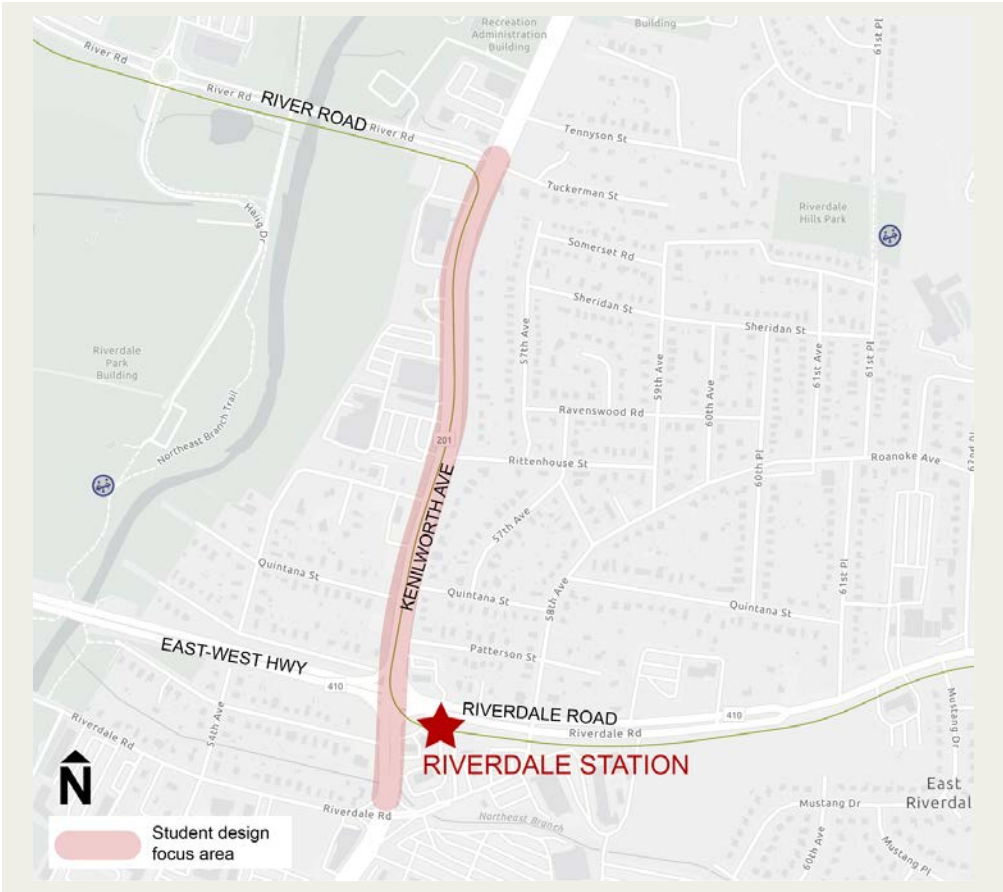 Recreation
Administration
Building
Building
61st Pl
River Rd
River Rd
RIVER ROAD
River Rd
Tennyson St
Tuckerman St
Riverdale
Hills Park
Haig Dr
Somerset Rd
Sheridan St
Sheridan St
57th Ave
59th Ave
60th Ave
61st Ave
61st Pl
Riverdale
Park
Building
Northeast Branch Trail
Ravenswood Rd
201
Rittenhouse St
60th Pl
Roanoke Ave
62nd
KENILWORTH AVE
57th Ave
58th Ave
61st Pl
Quintana St
Quintana St
Quintana St
Patterson St
EAST-WEST HWY
410
RIVERDALE ROAD
410
Riverdale Rd
Mustang Dr
Riverdale Rd
54th Ave
RIVERDALE STATION
N
Riverdale Rd
Northeast Branch
East
Riverdal
Mustang Dr
60th Ave
Mustang Pl
Student design
focus area